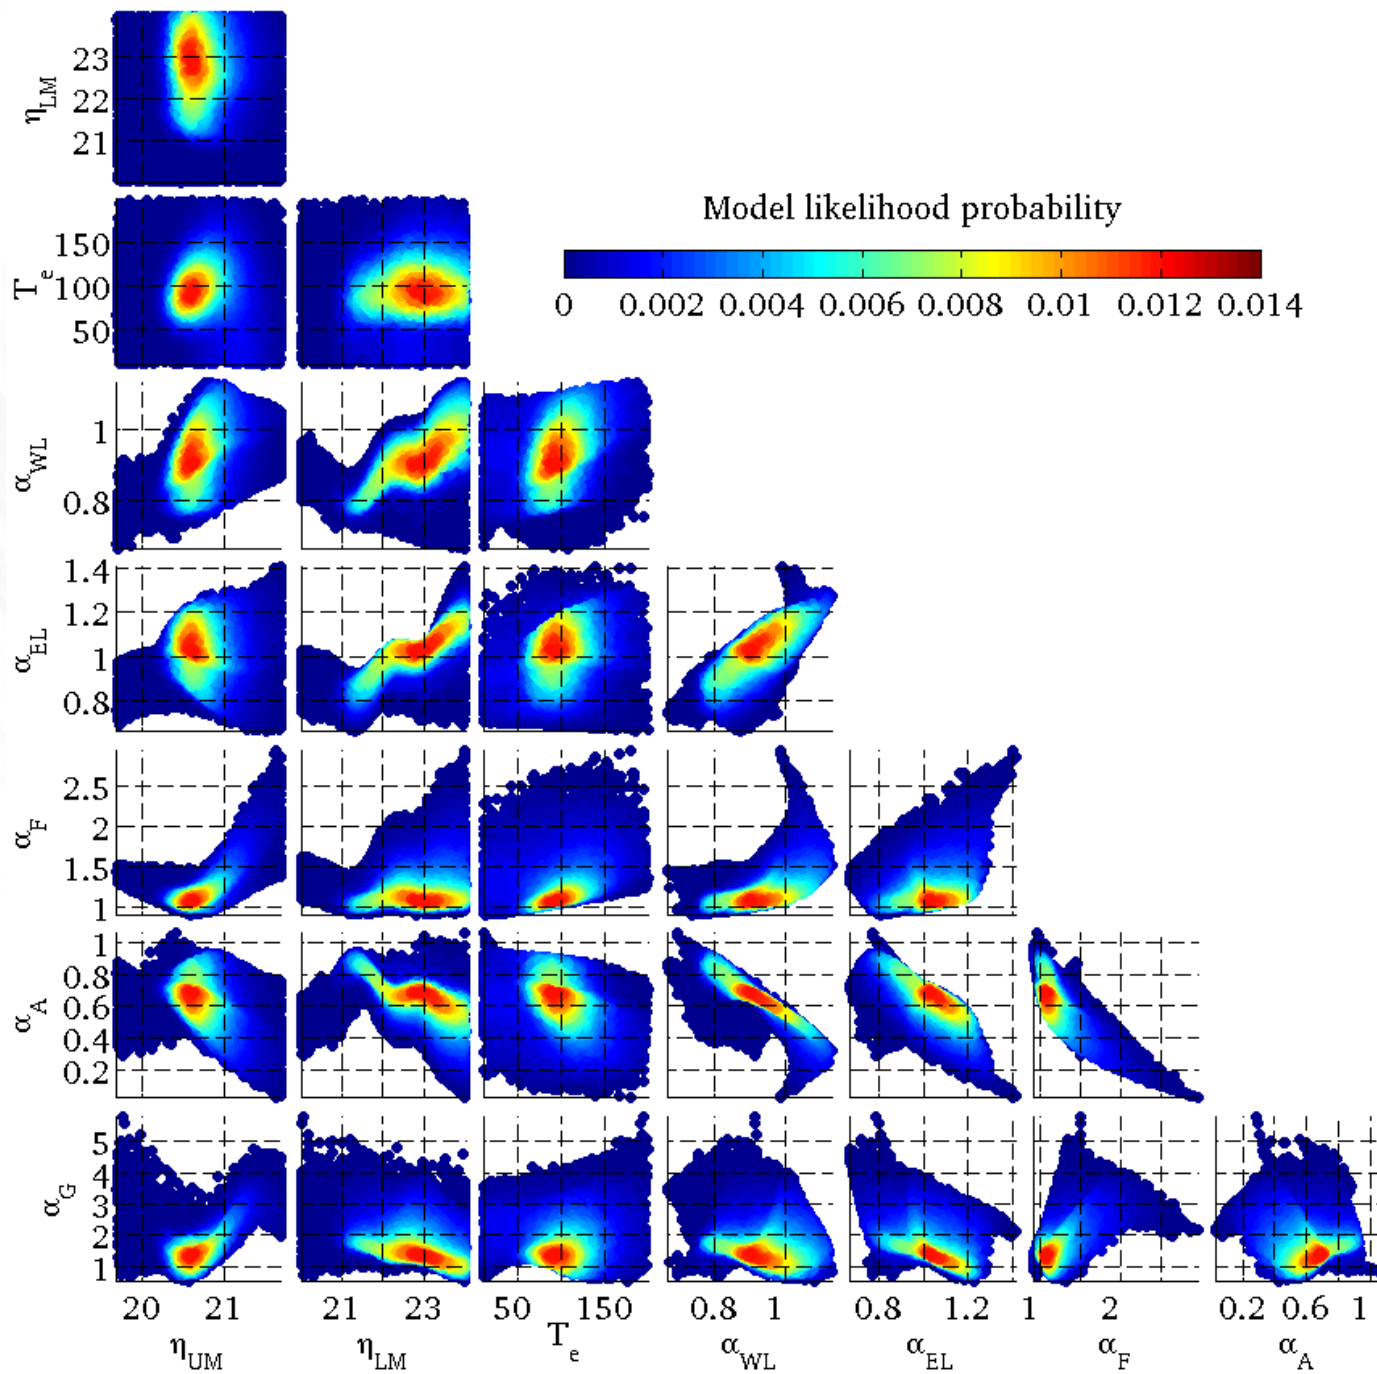 η_LM
23
22
21
Model likelihood probability
0 0.002 0.004 0.006 0.008 0.01 0.012 0.014
T_e
150
100
50
α_WL
1
0.8
α_EL
1.4
1.2
1
0.8
α_F
2.5
2
1.5
1
α_A
1
0.8
0.6
0.4
0.2
α_G
5
4
3
2
1
20 21 21 23 50 150 0.8 1 0.8 1.2 1 2 0.2 0.6 1
η_UM η_LM T_e α_WL α_EL α_F α_A